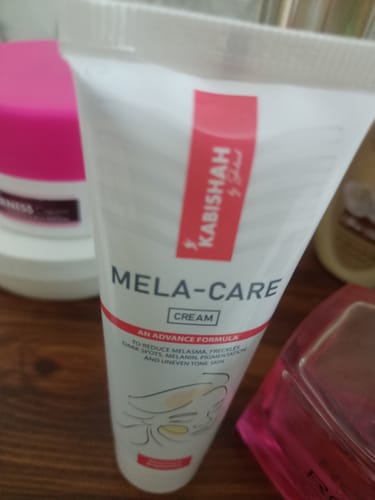 KABISHAH
MELA-CARE
CREAM
AN ADVANCE FORMULA
TO REDUCE MELASMA, FRECKLES,
DARK SPOTS, MELANIN, PIGMENTATION,
AND UNEVEN TONE SKIN
RNESS